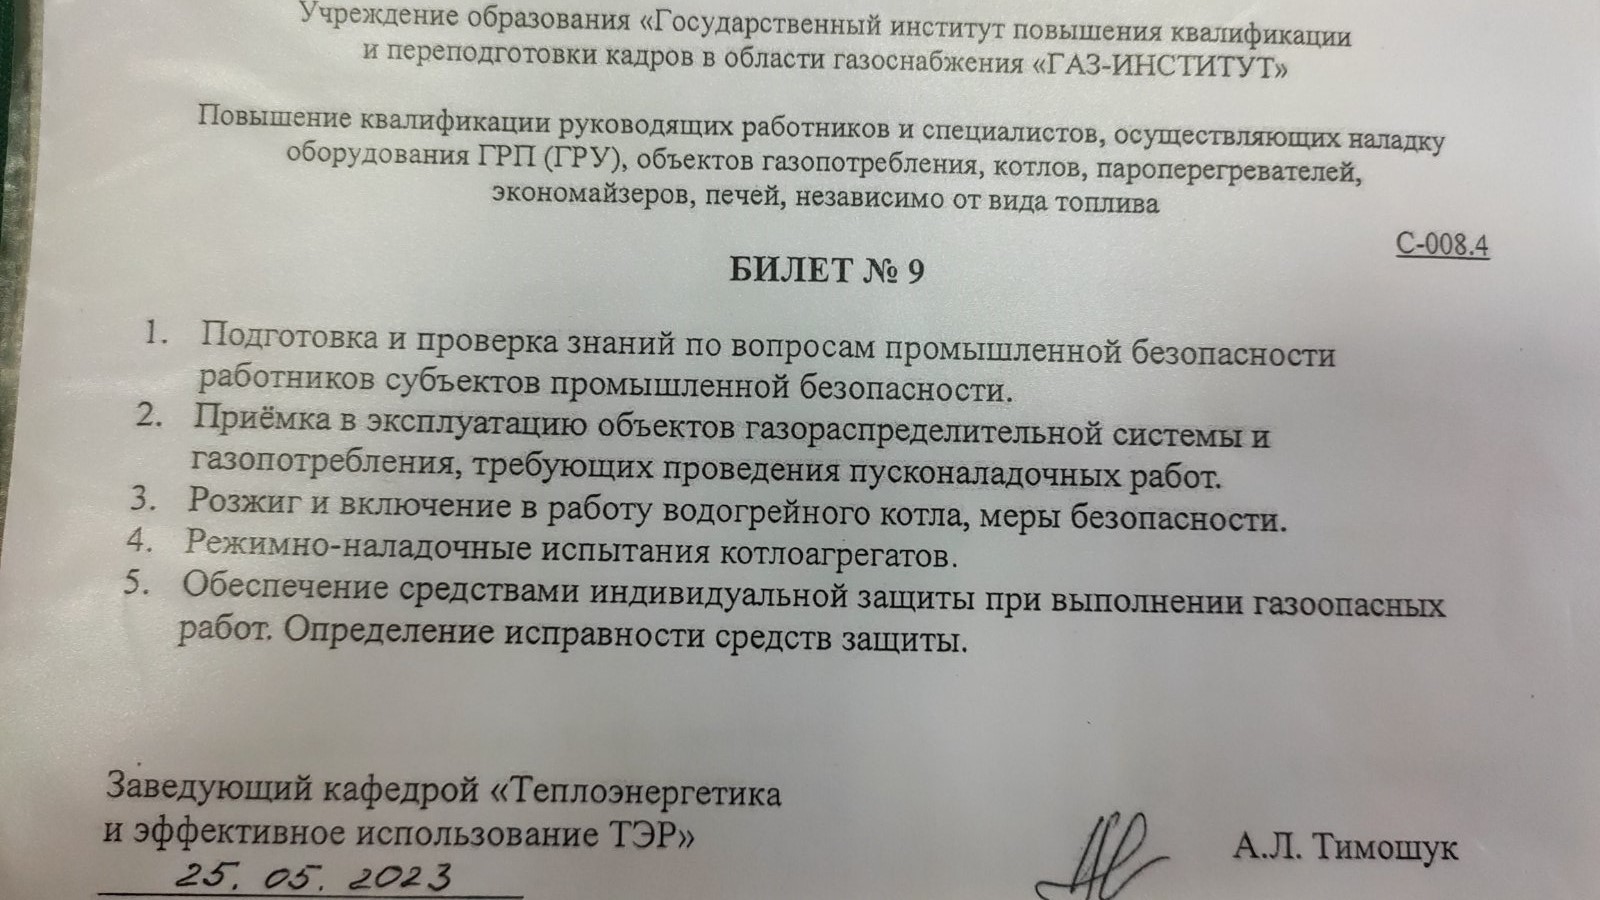 Учреждение образования «Государственный институт повышения квалификации
и переподготовки кадров в области газоснабжения «ГАЗ-ИНСТИТУТ»
Повышение квалификации руководящих работников и специалистов, осуществляющих наладку
оборудования ГРП (ГРУ), объектов газопотребления, котлов, пароперегревателей,
экономайзеров, печей, независимо от вида топлива
С-008.4
БИЛЕТ № 9
1. Подготовка и проверка знаний по вопросам промышленной безопасности
работников субъектов промышленной безопасности.
2. Приёмка в эксплуатацию объектов газораспределительной системы и
газопотребления, требующих проведения пусконаладочных работ.
3. Розжиг и включение в работу водогрейного котла, меры безопасности.
4. Режимно-наладочные испытания котлоагрегатов.
5. Обеспечение средствами индивидуальной защиты при выполнении газоопасных
работ. Определение исправности средств защиты.
Заведующий кафедрой «Теплоэнергетика
и эффективное использование ТЭР»
А.Л. Тимошук
25. 05. 2023